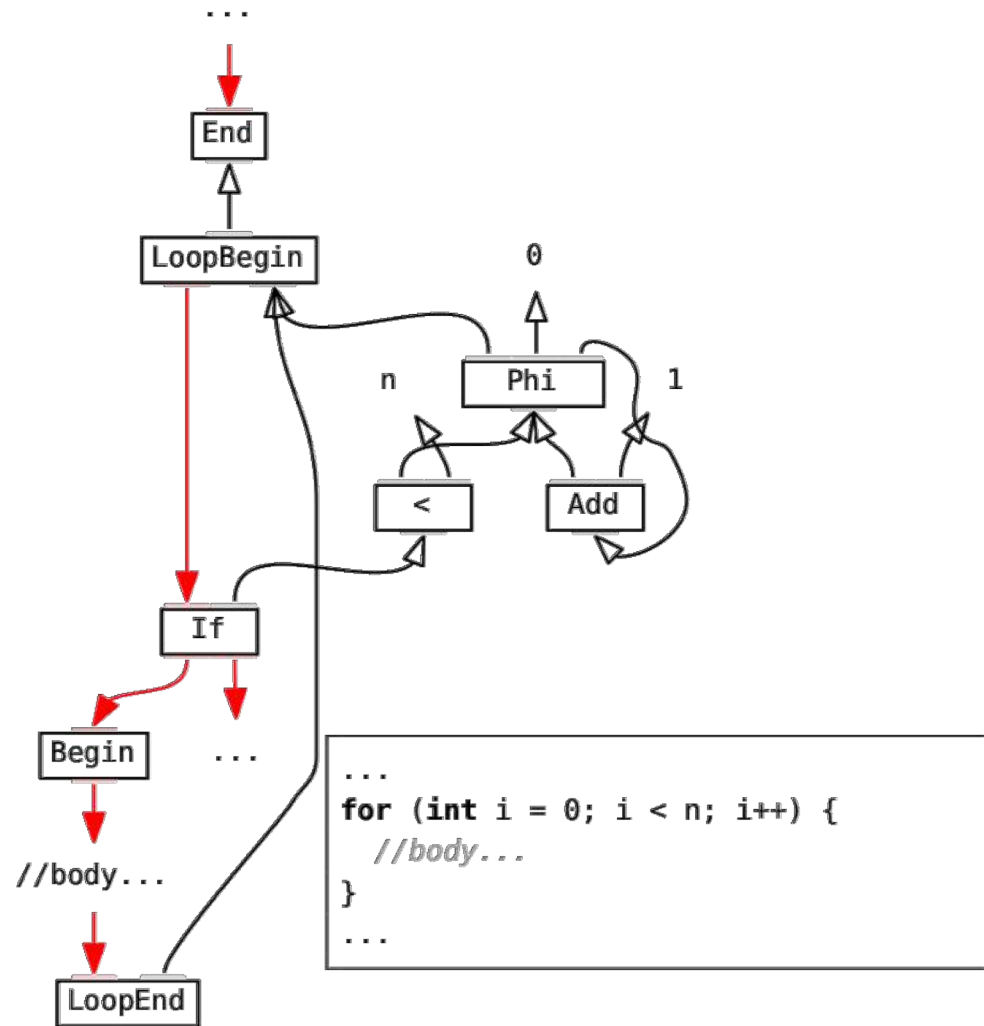 ...
End
LoopBegin
0
n
Phi
1
<
Add
If
Begin
...
//body...
LoopEnd
...
for (int i = 0; i < n; i++) {
//body...
}
...